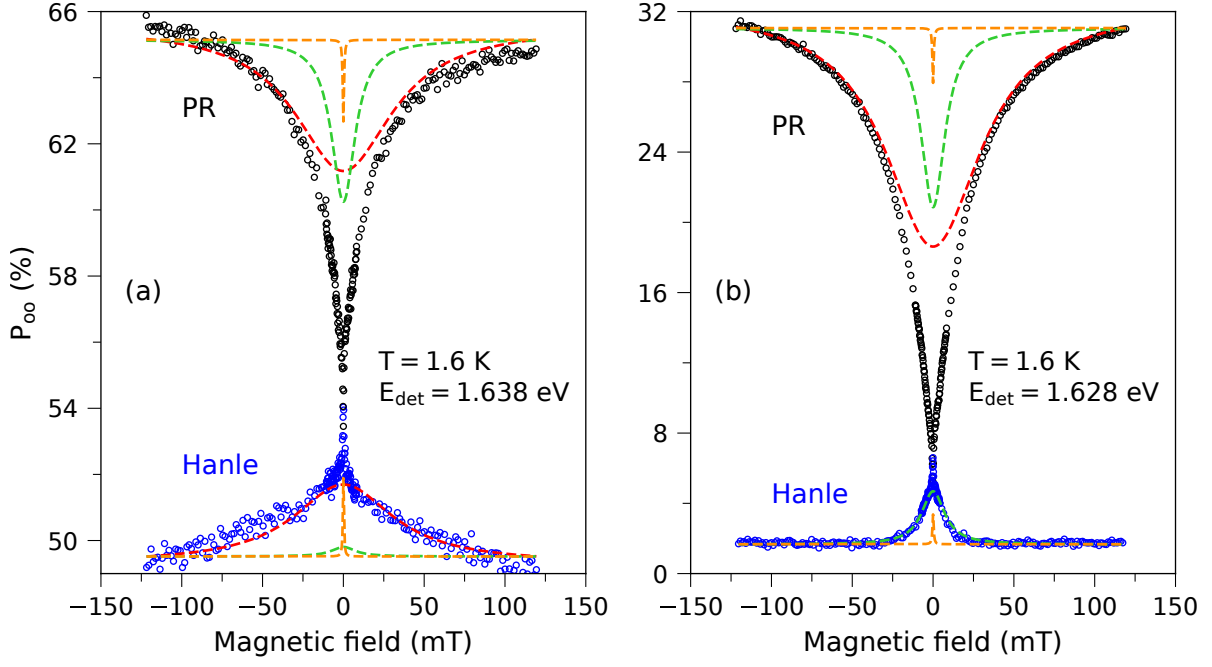 66
62
58
54
50
P_oo (%)
PR
(a)
T = 1.6 K
E_det = 1.638 eV
Hanle
−150 −100 −50 0 50 100 150
Magnetic field (mT)
32
24
16
8
0
PR
(b)
T = 1.6 K
E_det = 1.628 eV
Hanle
−150 −100 −50 0 50 100 150
Magnetic field (mT)